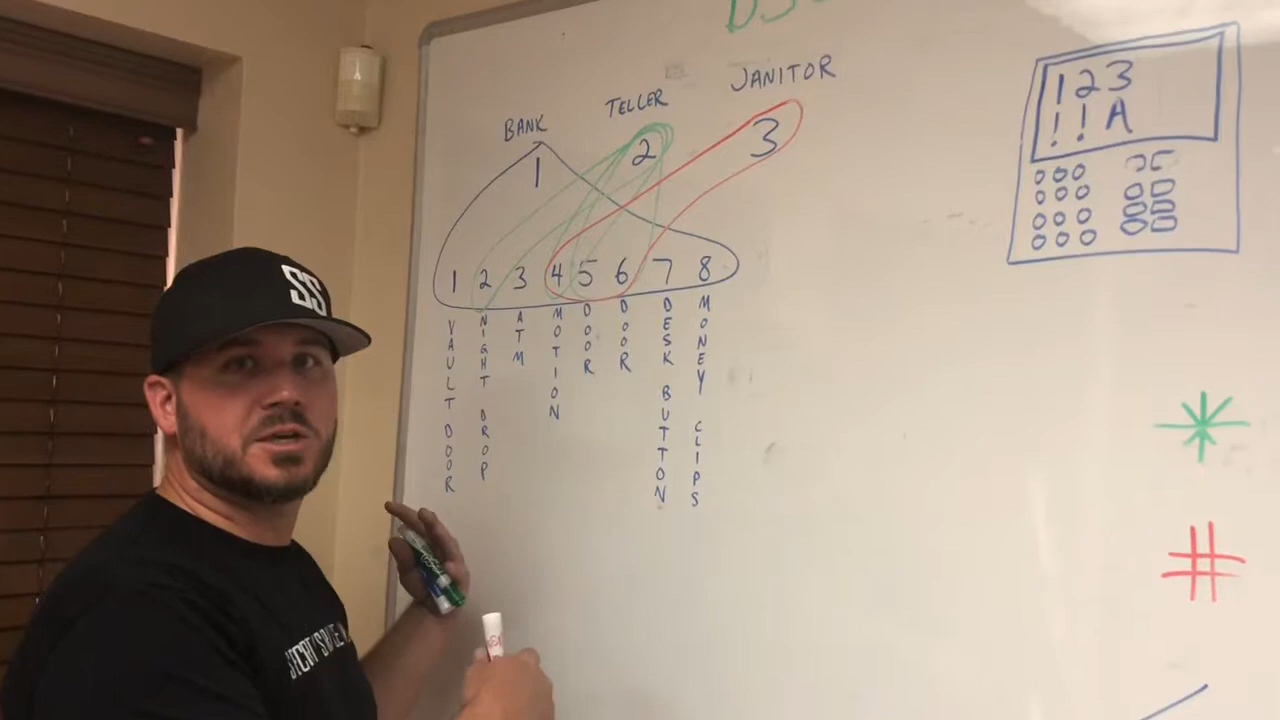 DSC
BANK TELLER JANITOR
1 2 3
1 2 3 4 5 6 7 8
VAULT DOOR
NIGHT DROP
ATM
MOTION
DOOR
DOOR
DESK BUTTON
MONEY CLIPS
123
!!A
*
#
SS